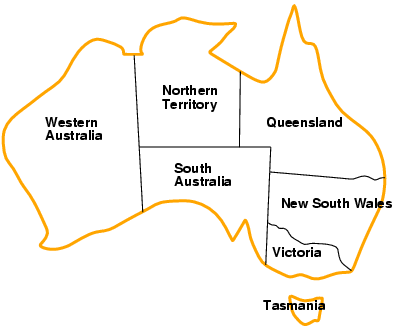 Northern
Territory
Western
Australia
Queensland
South
Australia
New South Wales
Victoria
Tasmania